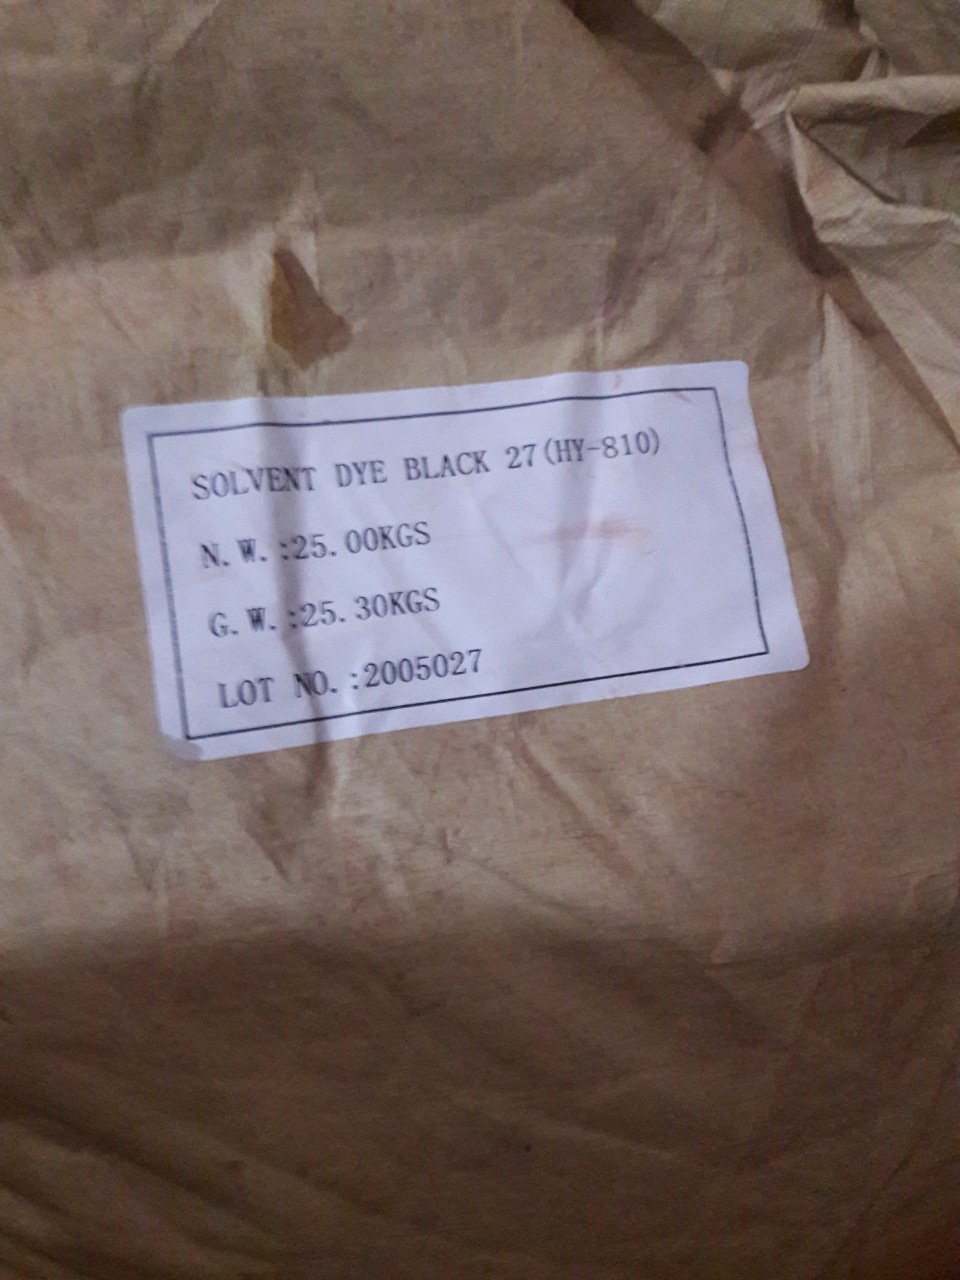 SOLVENT DYE BLACK 27(HY-810)
N.W.:25.00KGS
G.W.:25.30KGS
LOT NO.:2005027